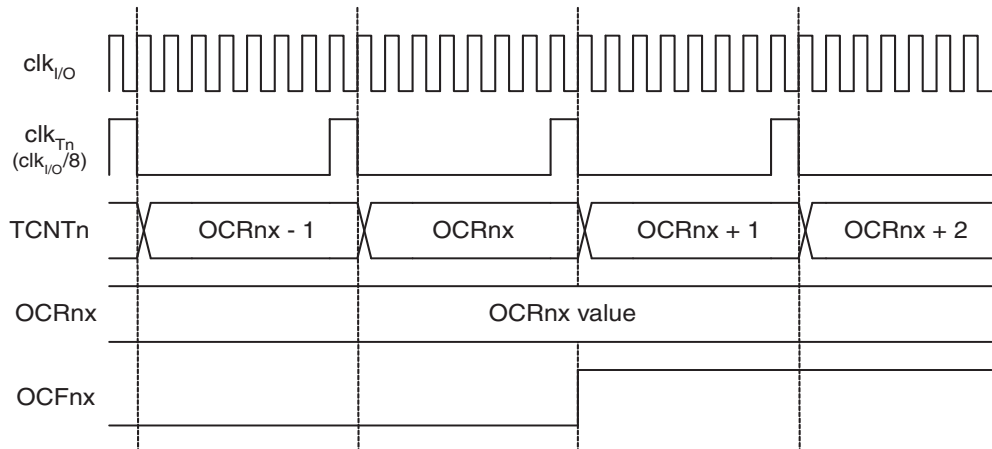 clkI/O
clkTn
(clkI/O/8)
TCNTn
OCRnx - 1
OCRnx
OCRnx + 1
OCRnx + 2
OCRnx
OCRnx value
OCFnx